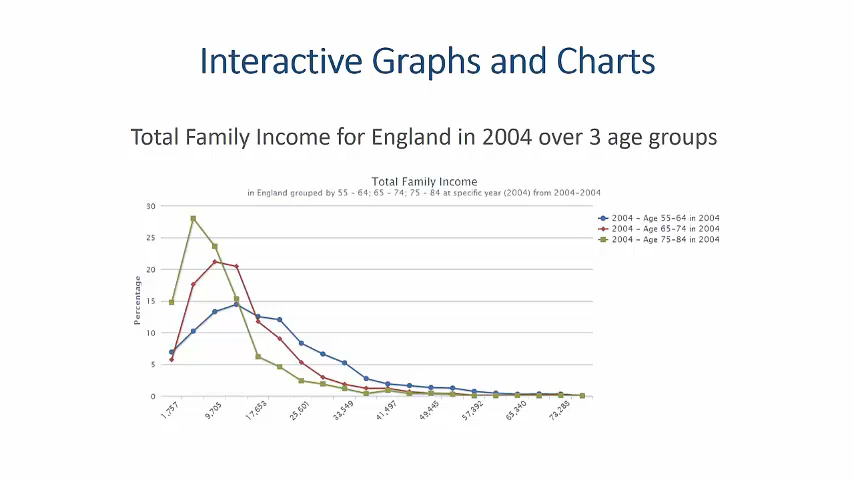 Interactive Graphs and Charts
Total Family Income for England in 2004 over 3 age groups
Total Family Income
in England grouped by 55 - 64; 65 - 74; 75 - 84 at specific year (2004) from 2004-2004
30
25
20
15
10
5
0
Percentage
2004 - Age 55-64 in 2004
2004 - Age 65-74 in 2004
2004 - Age 75-84 in 2004
1,757
9,705
17,653
25,601
33,549
41,497
49,445
57,392
65,340
73,288